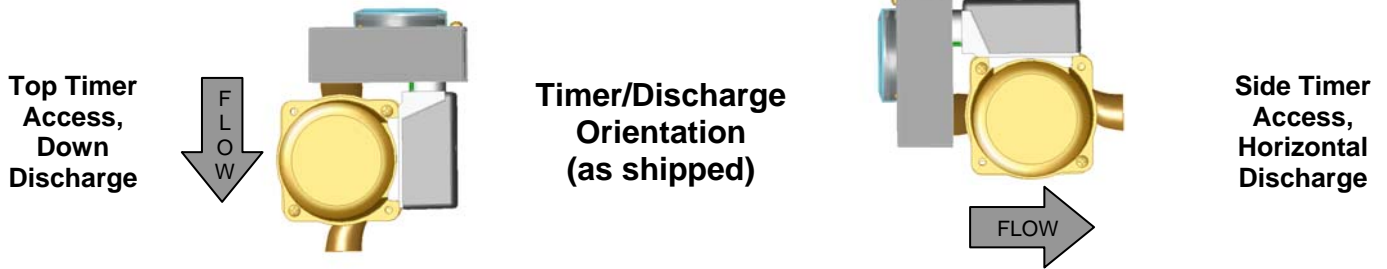 Top Timer
Access,
Down
Discharge
F
L
O
W
Timer/Discharge
Orientation
(as shipped)
FLOW
Side Timer
Access,
Horizontal
Discharge